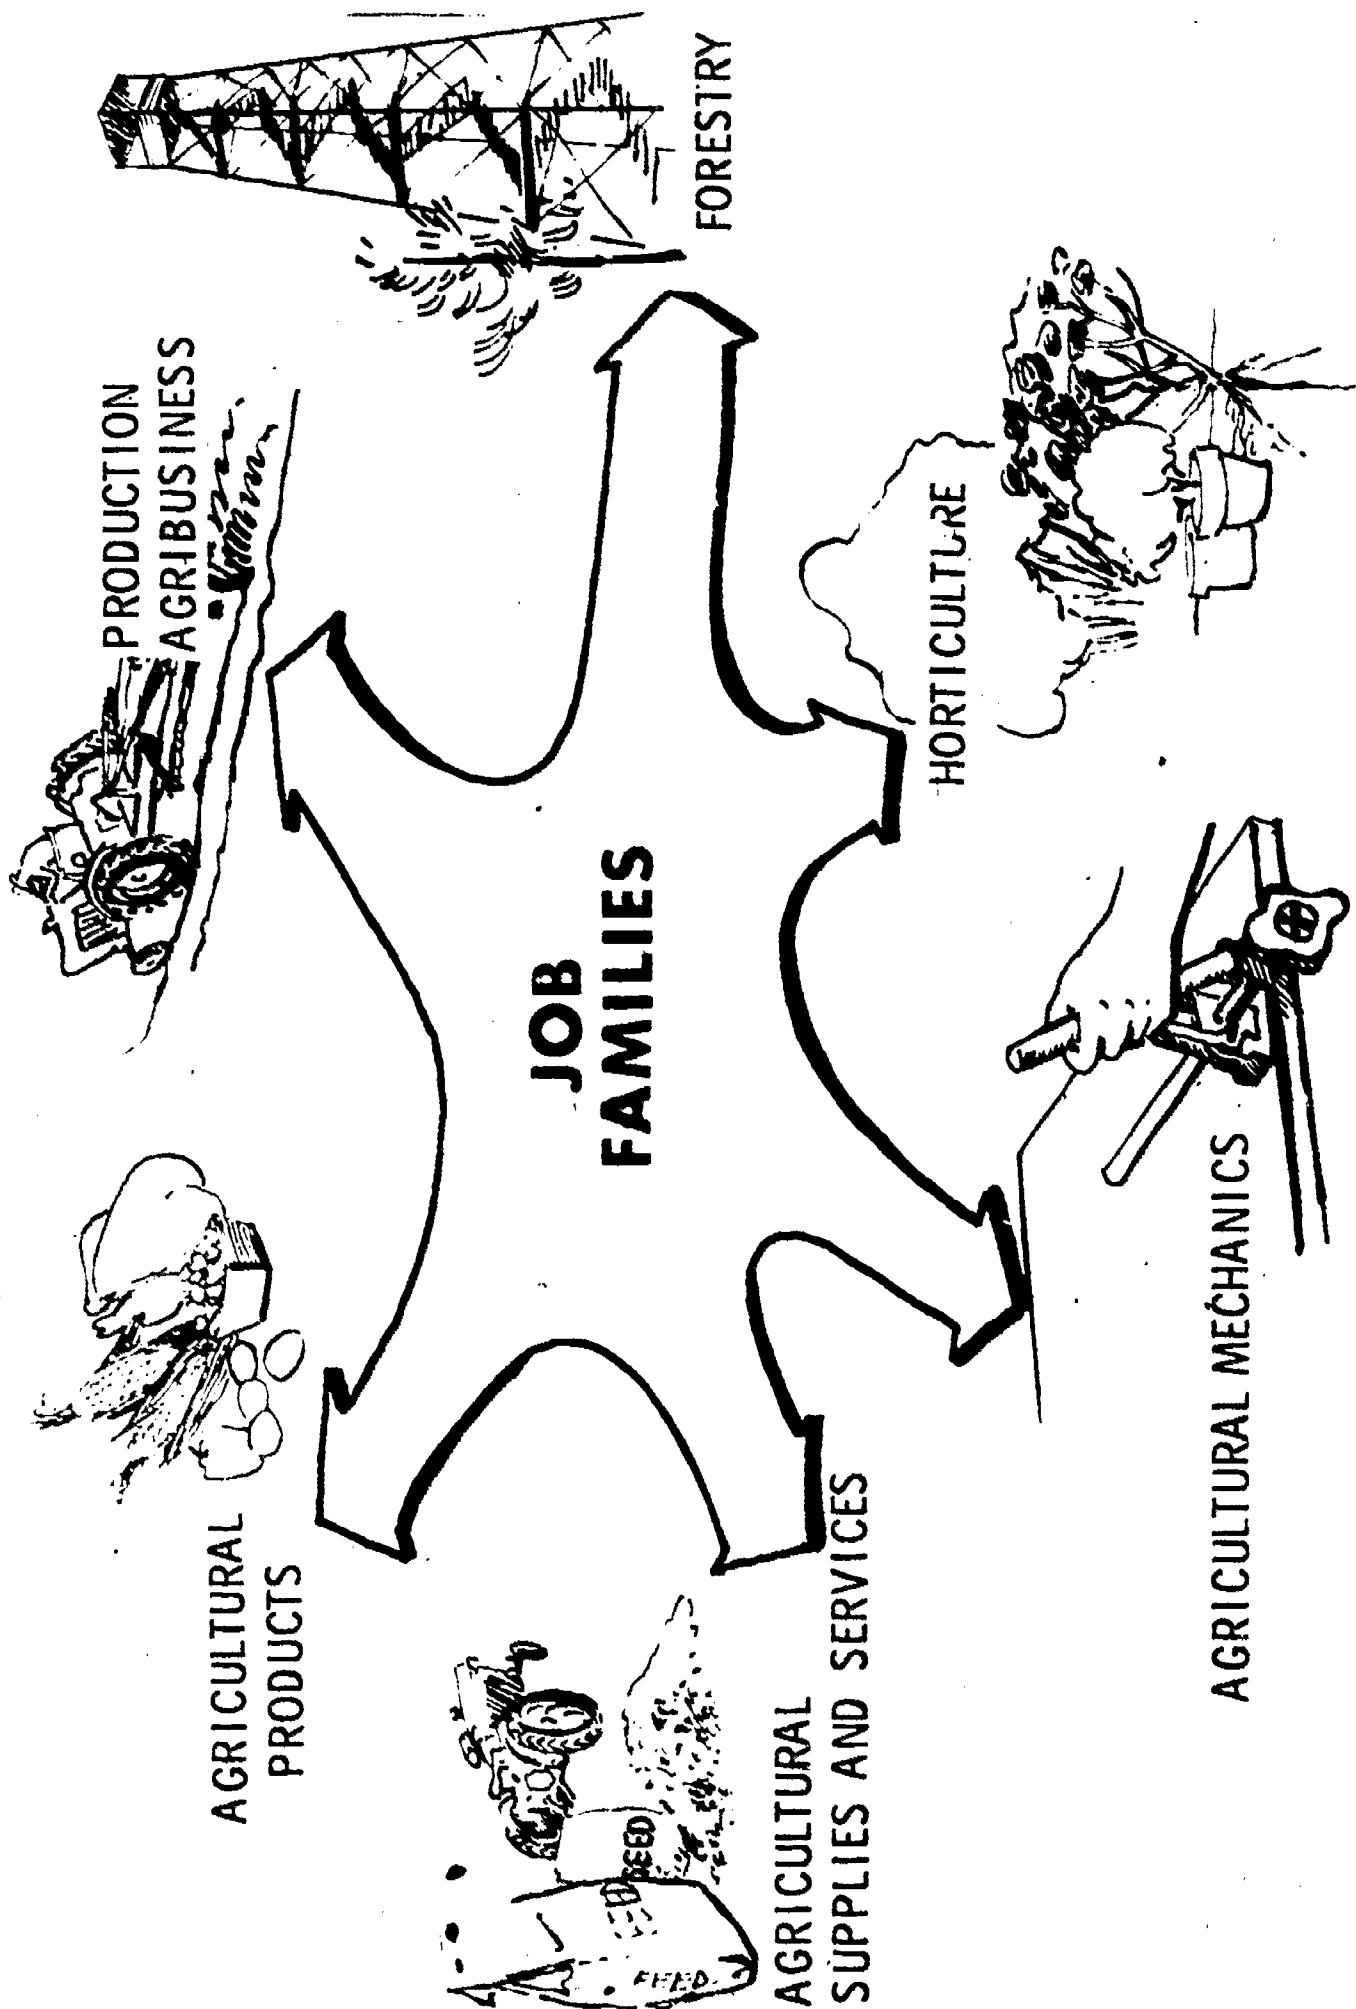 AGRICULTURAL
PRODUCTS
PRODUCTION
AGRIBUSINESS
FORESTRY
JOB
FAMILIES
FEED
SEED
AGRICULTURAL
SUPPLIES AND SERVICES
HORTICULTURE
AGRICULTURAL MECHANICS